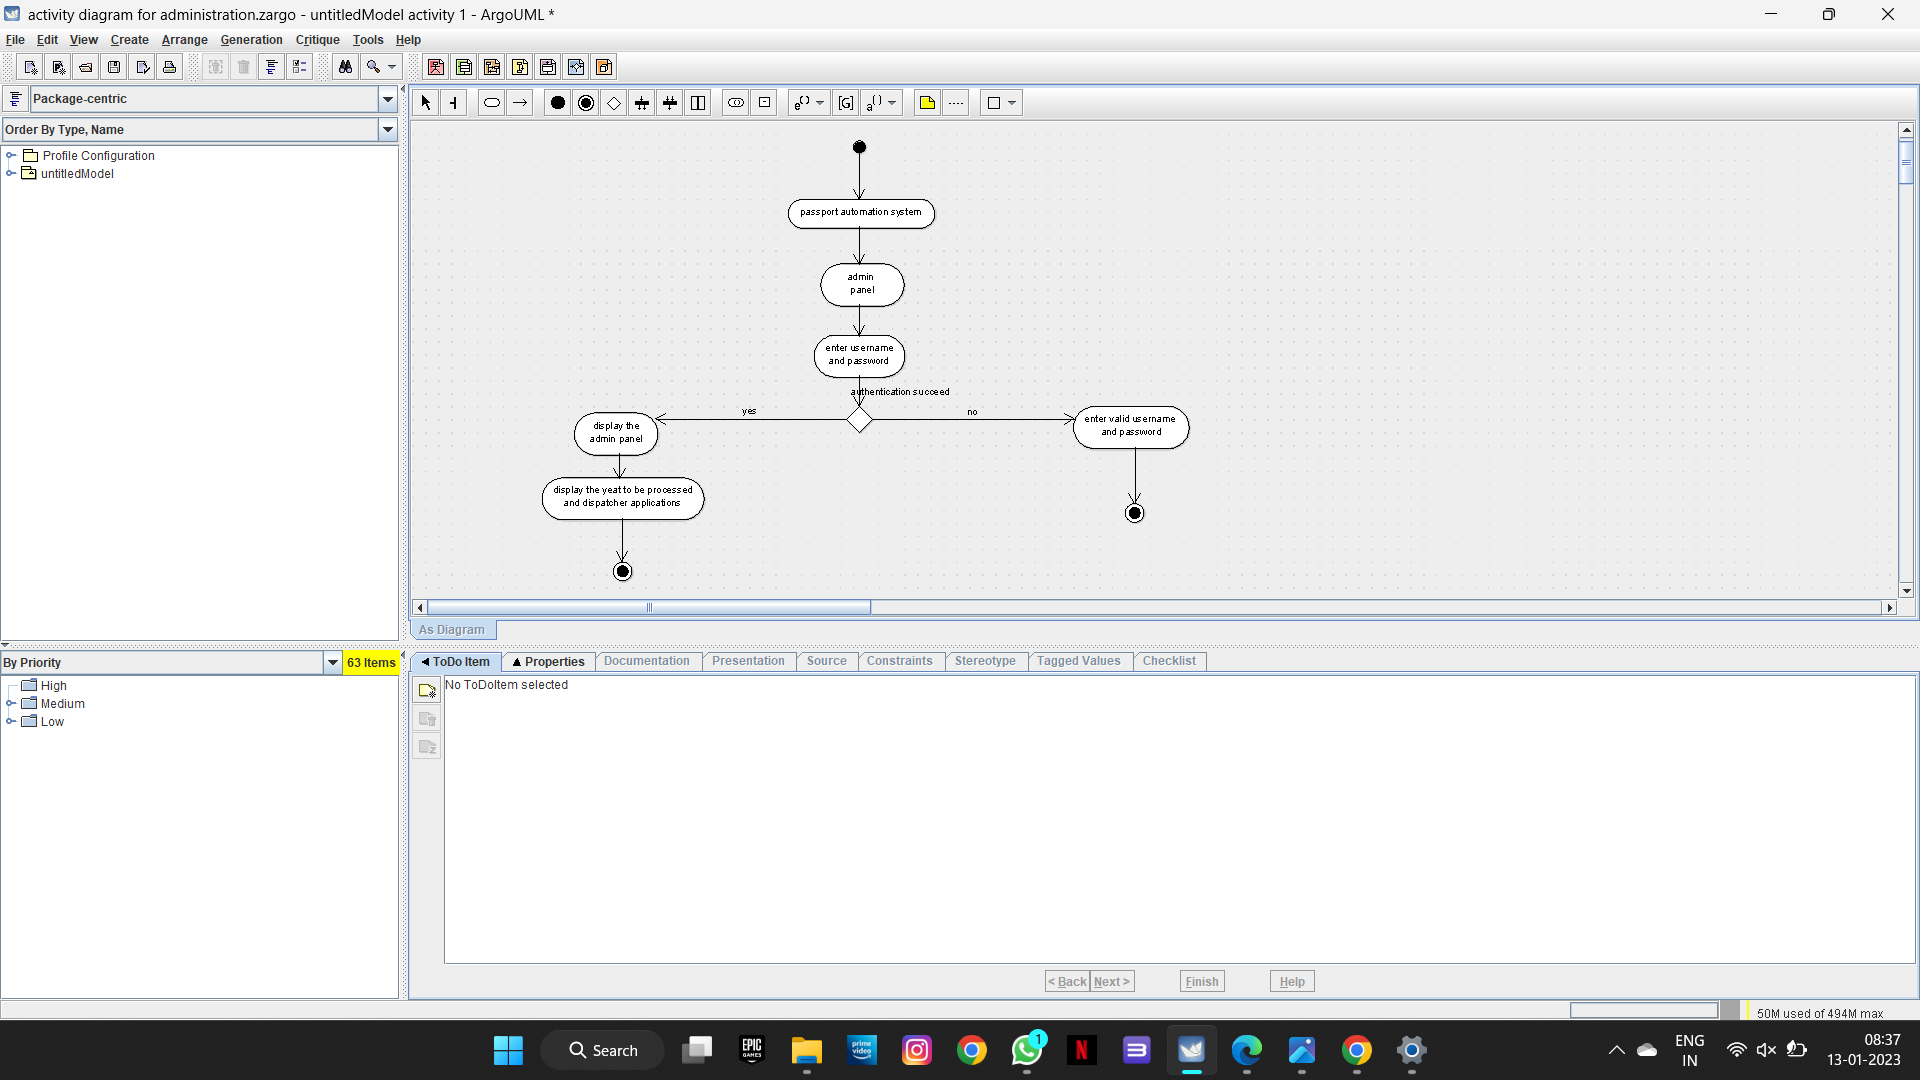 activity diagram for administration.zargo - untitledModel activity 1 - ArgoUML *
File Edit View Create Arrange Generation Critique Tools Help
Package-centric
Order By Type, Name
Profile Configuration
untitledModel
passport automation system
admin
panel
enter username
and password
authentication succeed
yes
no
display the
admin panel
enter valid username
and password
display the yeat to be processed
and dispatcher applications
As Diagram
By Priority
63 Items
High
Medium
Low
ToDo Item Properties Documentation Presentation Source Constraints Stereotype Tagged Values Checklist
No ToDoItem selected
< Back Next > Finish Help
50M used of 494M max
Search
EPIC
GAMES
prime
video
1
ENG
IN
08:37
13-01-2023